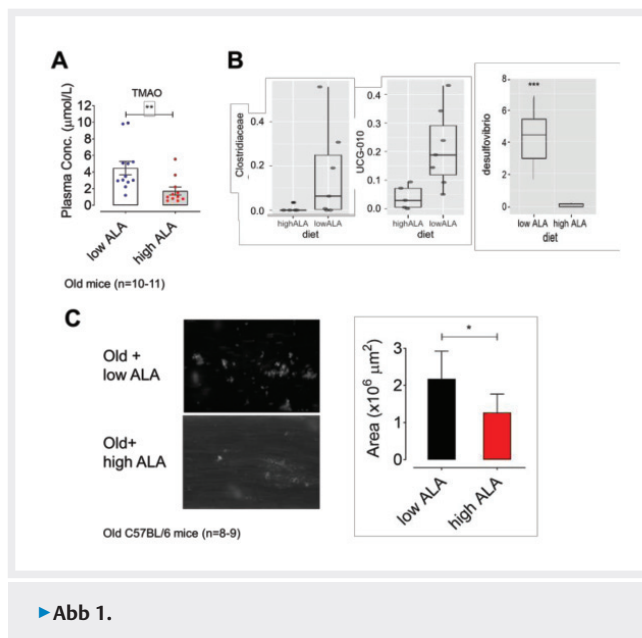 A
TMAO
**
Plasma Conc. (μmol/L)
12
10
8
6
4
2
0
low ALA
high ALA
Old mice (n=10-11)
B
Clostridiaceae
0.4
0.2
0.0
highALA lowALA
diet
UCG-010
0.4
0.3
0.2
0.1
0.0
highALA lowALA
diet
desulfovibrio
8
6
4
2
0
***
low ALA high ALA
diet
C
Old +
low ALA
Old+
high ALA
Old C57BL/6 mice (n=8-9)
Area (x10⁶ μm²)
3
2
1
0
*
low ALA
high ALA
►Abb 1.